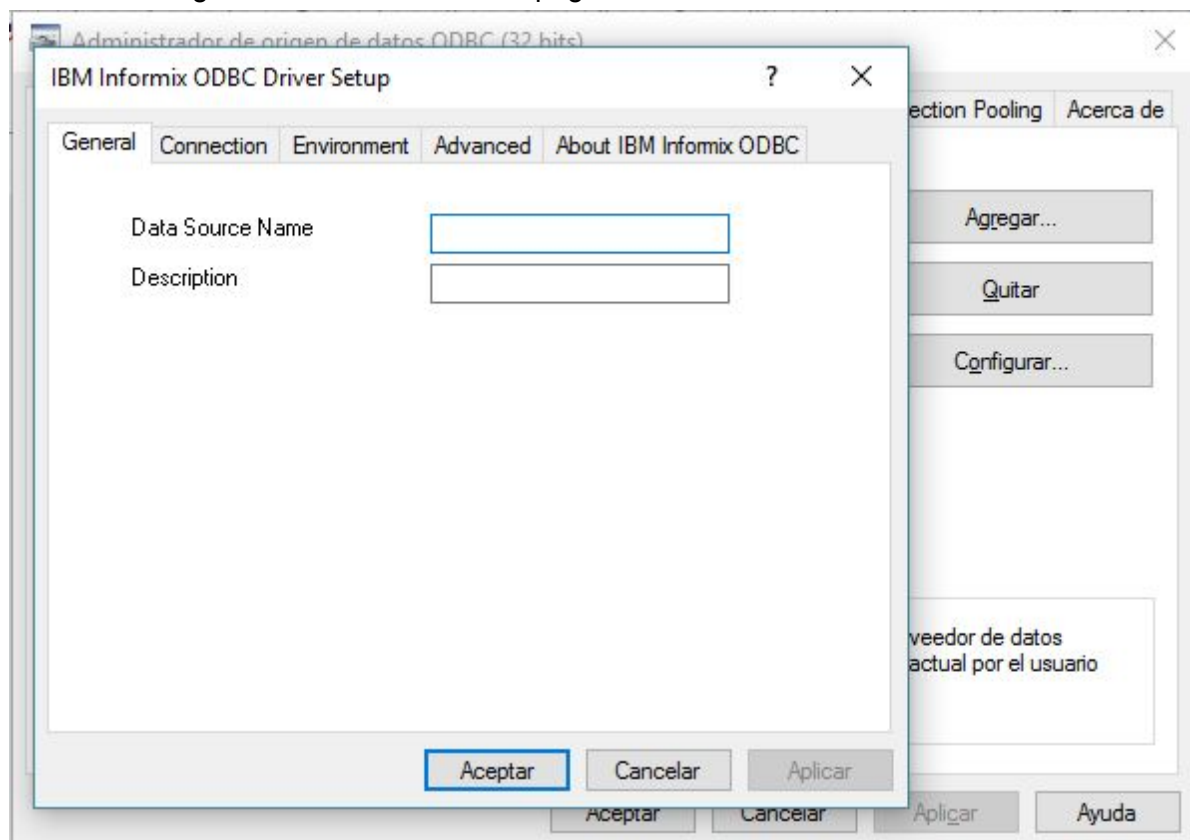 Administrador de origen de datos ODBC (32 bits)
IBM Informix ODBC Driver Setup
?
ection Pooling
Acerca de
General
Connection
Environment
Advanced
About IBM Informix ODBC
Data Source Name
Description
Agregar...
Quitar
Configurar...
veedor de datos
actual por el usuario
Aceptar
Cancelar
Aplicar
Aceptar
Cancelar
Aplicar
Ayuda